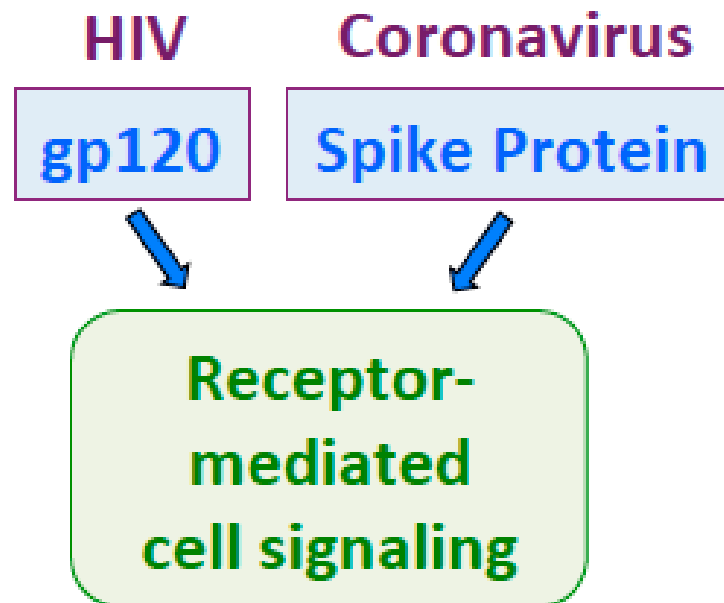 HIV
Coronavirus
gp120
Spike Protein
Receptor-
mediated
cell signaling